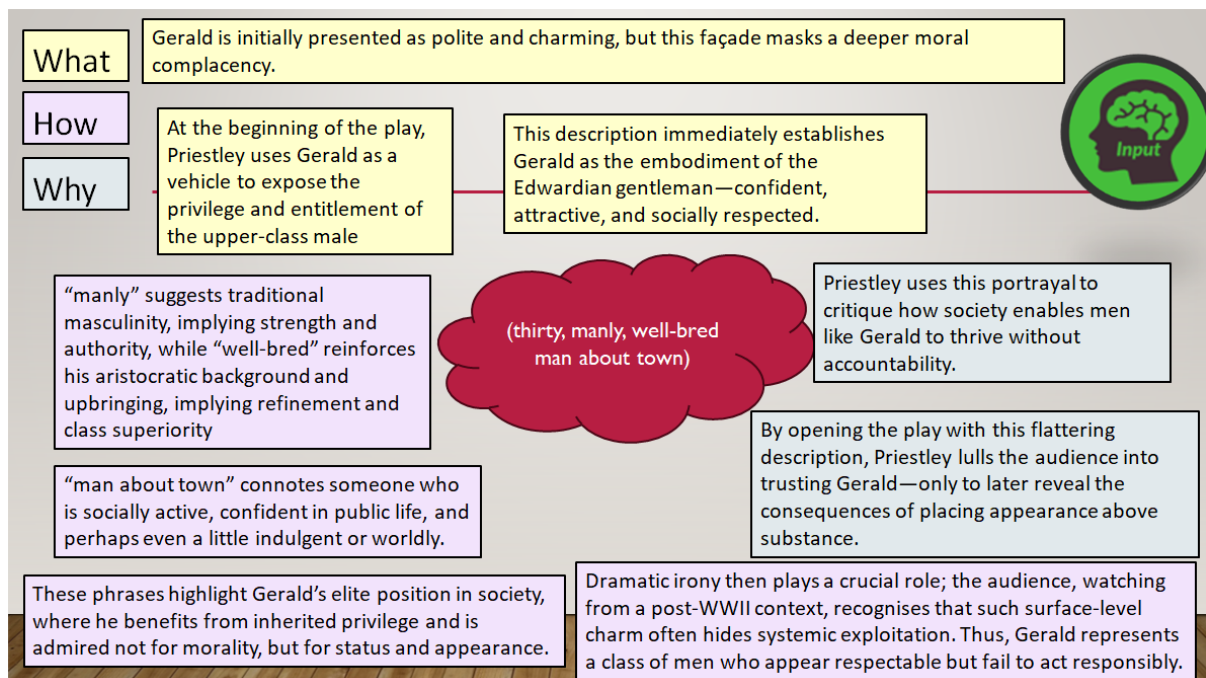 What
Gerald is initially presented as polite and charming, but this façade masks a deeper moral
complacency.
How
Why
At the beginning of the play,
Priestley uses Gerald as a
vehicle to expose the
privilege and entitlement of
the upper-class male
This description immediately establishes
Gerald as the embodiment of the
Edwardian gentleman—confident,
attractive, and socially respected.
Input
“manly” suggests traditional
masculinity, implying strength and
authority, while “well-bred” reinforces
his aristocratic background and
upbringing, implying refinement and
class superiority
(thirty, manly, well-bred
man about town)
Priestley uses this portrayal to
critique how society enables men
like Gerald to thrive without
accountability.
“man about town” connotes someone who
is socially active, confident in public life, and
perhaps even a little indulgent or worldly.
By opening the play with this flattering
description, Priestley lulls the audience into
trusting Gerald—only to later reveal the
consequences of placing appearance above
substance.
These phrases highlight Gerald’s elite position in society,
where he benefits from inherited privilege and is
admired not for morality, but for status and appearance.
Dramatic irony then plays a crucial role; the audience, watching
from a post-WWII context, recognises that such surface-level
charm often hides systemic exploitation. Thus, Gerald represents
a class of men who appear respectable but fail to act responsibly.